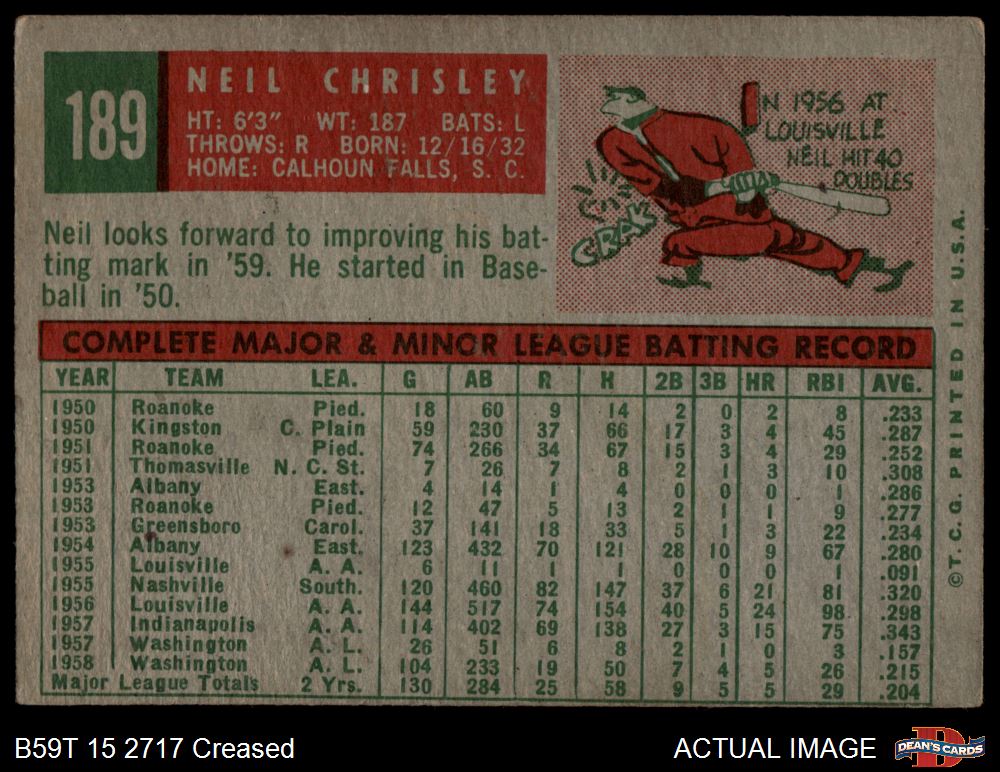 189
NEIL CHRISLEY
HT: 6'3" WT: 187 BATS: L
THROWS: R BORN: 12/16/32
HOME: CALHOUN FALLS, S. C.
IN 1956 AT
LOUISVILLE
NEIL HIT 40
DOUBLES
CRAK
Neil looks forward to improving his bat-
ting mark in '59. He started in Base-
ball in '50.
COMPLETE MAJOR & MINOR LEAGUE BATTING RECORD
YEAR TEAM LEA. G AB R H 2B 3B HR RBI AVG.
1950 Roanoke Pied. 18 60 9 14 2 0 2 8 .233
1950 Kingston C. Plain 59 230 37 66 17 3 4 45 .287
1951 Roanoke Pied. 74 266 34 67 15 3 4 29 .252
1951 Thomasville N. C. St. 7 26 7 8 2 1 3 10 .308
1953 Albany East. 4 14 1 4 0 0 0 1 .286
1953 Roanoke Pied. 12 47 5 13 2 1 1 9 .277
1953 Greensboro Carol. 37 141 18 33 5 1 3 22 .234
1954 Albany East. 123 432 70 121 28 10 9 67 .280
1955 Louisville A. A. 6 11 1 1 0 0 0 1 .091
1955 Nashville South. 120 460 82 147 37 6 21 81 .320
1956 Louisville A. A. 144 517 74 154 40 5 24 98 .298
1957 Indianapolis A. A. 114 402 69 138 27 3 15 75 .343
1957 Washington A. L. 26 51 6 8 2 1 0 3 .157
1958 Washington A. L. 104 233 19 50 7 4 5 26 .215
Major League Totals 2 Yrs. 130 284 25 58 9 5 5 29 .204
© T. C. G. PRINTED IN U.S.A.
B59T 15 2717 Creased
ACTUAL IMAGE
DEAN'S CARDS